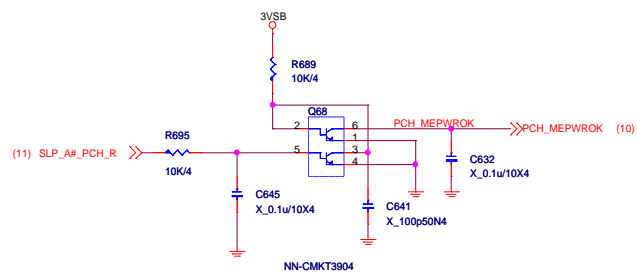 3VSB
R689
10K/4
Q68
2
6
PCH_MEPWROK
PCH_MEPWROK (10)
1
R695
(11) SLP_A#_PCH_R
5
3
4
10K/4
C632
X_0.1u/10X4
C645
X_0.1u/10X4
C641
X_100p50N4
NN-CMKT3904